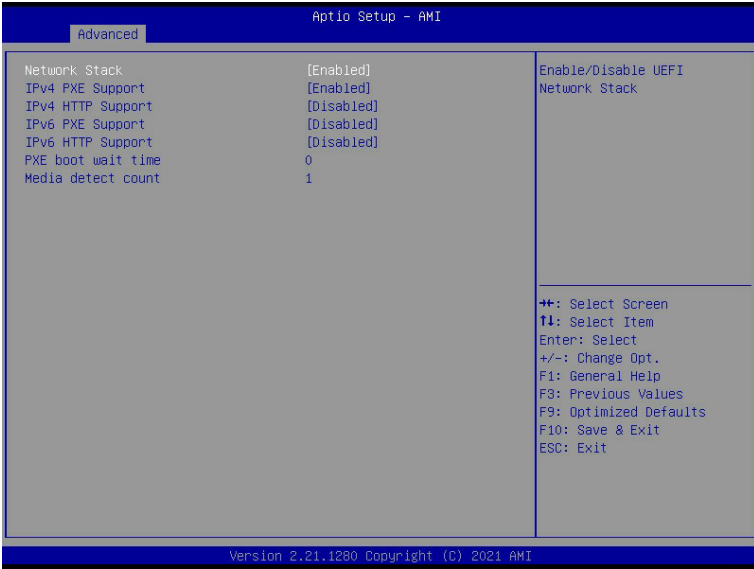 Aptio Setup – AMI
Advanced
Network Stack [Enabled]
IPv4 PXE Support [Enabled]
IPv4 HTTP Support [Disabled]
IPv6 PXE Support [Disabled]
IPv6 HTTP Support [Disabled]
PXE boot wait time 0
Media detect count 1
Enable/Disable UEFI
Network Stack
→←: Select Screen
↑↓: Select Item
Enter: Select
+/-: Change Opt.
F1: General Help
F3: Previous Values
F9: Optimized Defaults
F10: Save & Exit
ESC: Exit
Version 2.21.1280 Copyright (C) 2021 AMI